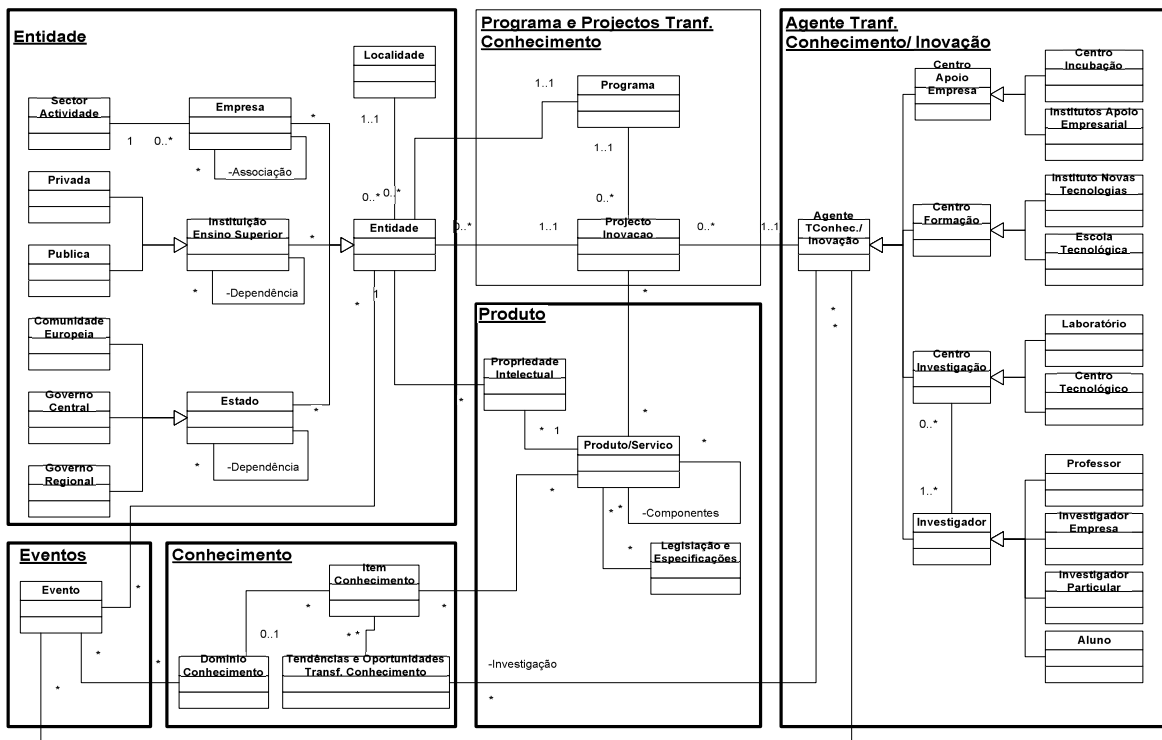 Entidade
Localidade
Sector
Actividade
Empresa
*
1
0..*
1..1
*
-Associação
Privada
Publica
Instituição
Ensino Superior
*
0..*
0..*
Entidade
0..*
*
-Dependência
*
1
Comunidade
Europeia
Governo
Central
Governo
Regional
Estado
*
*
*
-Dependência
Programa e Projectos Tranf.
Conhecimento
1..1
Programa
1..1
0..*
1..1
Projecto
Inovacao
0..*
1..1
*
Produto
Propriedade
Intelectual
*
1
*
Produto/Servico
*
*
*
*
-Componentes
*
Legislação e
Especificações
-Investigação
*
Agente Tranf.
Conhecimento/ Inovação
Agente
TConhec./
Inovação
*
*
Centro
Apoio
Empresa
Centro
Incubação
Institutos Apoio
Empresarial
Centro
Formação
Instituto Novas
Tecnologias
Escola
Tecnológica
Centro
Investigação
Laboratório
Centro
Tecnológico
0..*
1..*
Investigador
Professor
Investigador
Empresa
Investigador
Particular
Aluno
Eventos
Evento
*
*
*
*
Conhecimento
Item
Conhecimento
*
*
0..1
*
*
Dominio
Conhecimento
Tendências e Oportunidades
Transf. Conhecimento